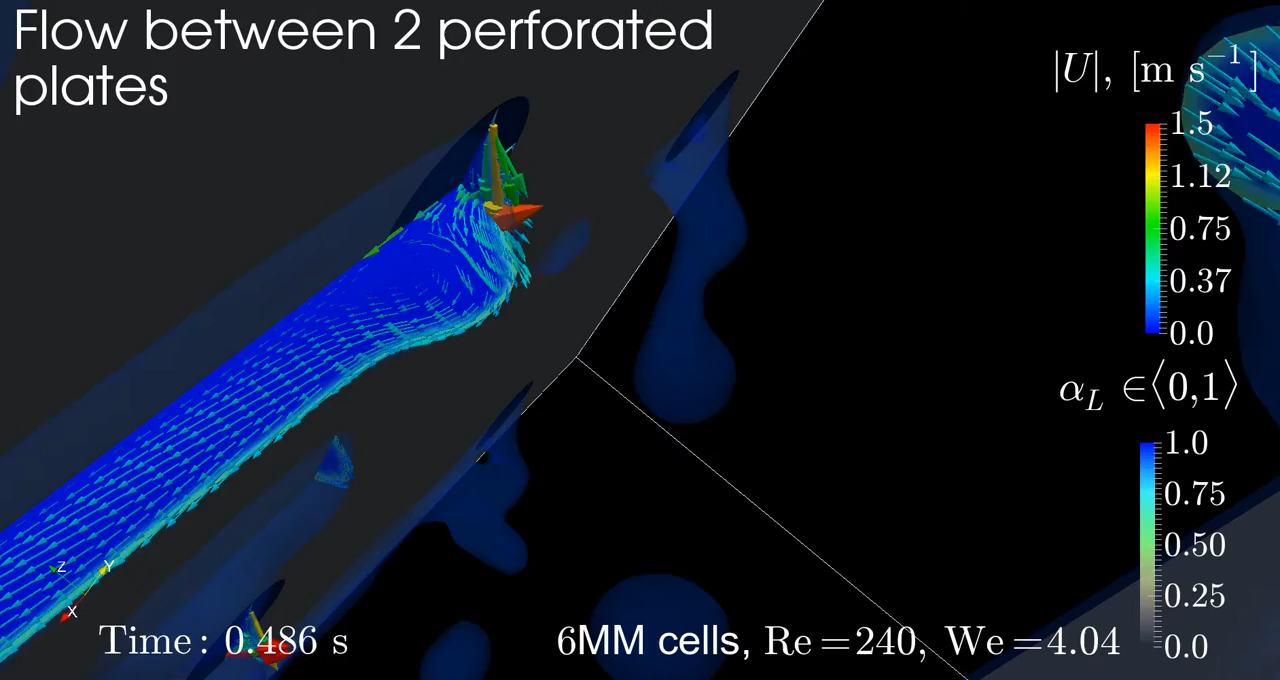 Flow between 2 perforated
plates
|U|, [m s⁻¹]
1.5
1.12
0.75
0.37
0.0
α_L ∈⟨0,1⟩
1.0
0.75
0.50
0.25
0.0
Z
Y
X
Time: 0.486 s
6MM cells, Re=240, We=4.04